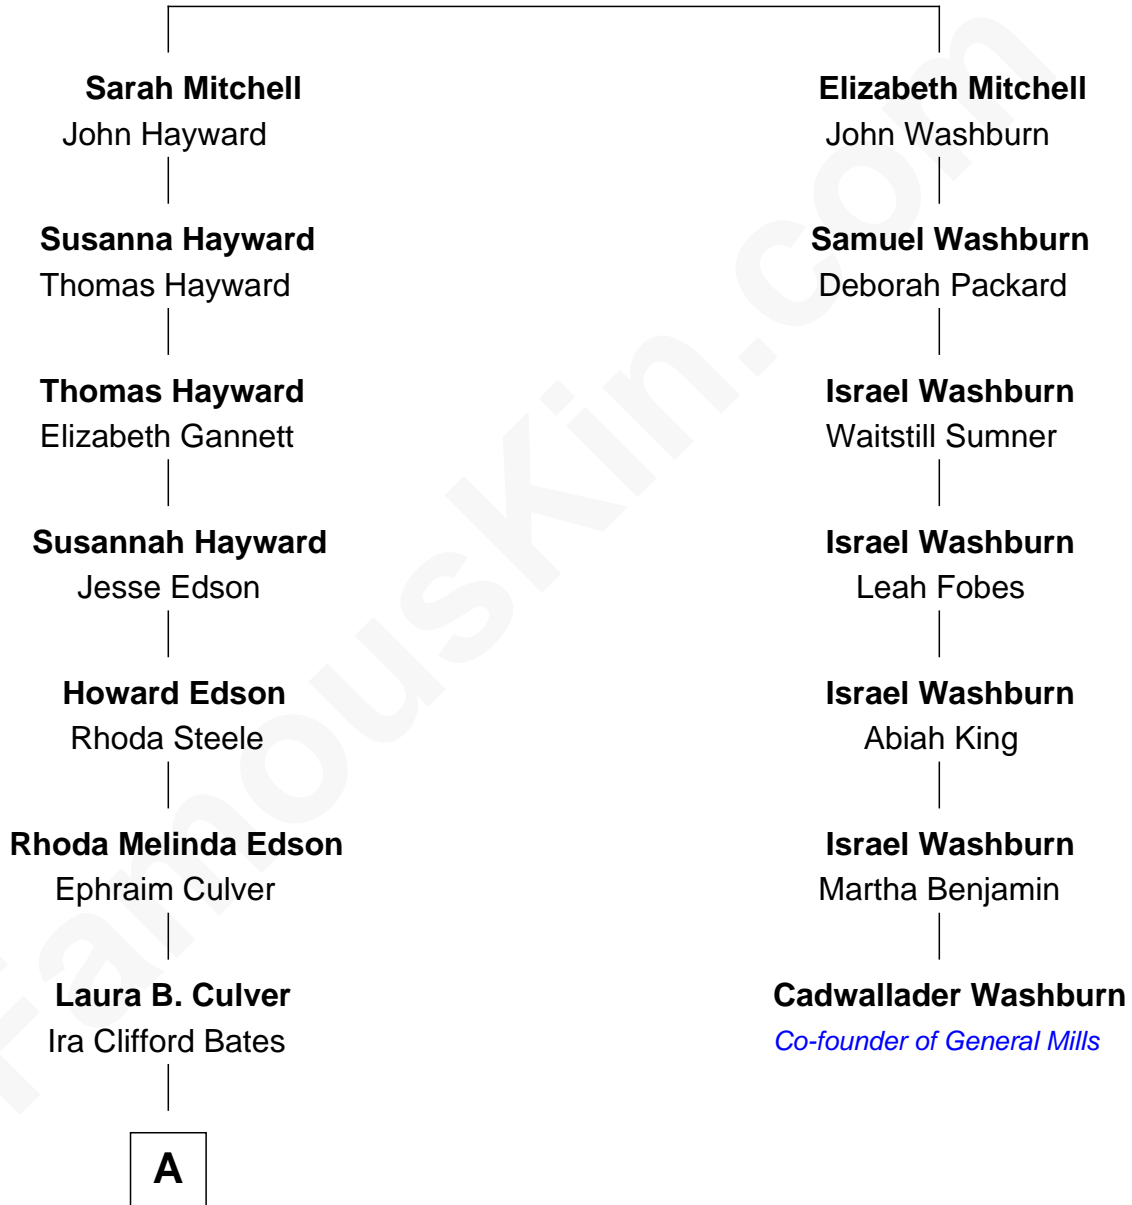 Sarah Mitchell
John Hayward
Susanna Hayward
Thomas Hayward
Thomas Hayward
Elizabeth Gannett
Susannah Hayward
Jesse Edson
Howard Edson
Rhoda Steele
Rhoda Melinda Edson
Ephraim Culver
Laura B. Culver
Ira Clifford Bates
A
Elizabeth Mitchell
John Washburn
Samuel Washburn
Deborah Packard
Israel Washburn
Waitstill Sumner
Israel Washburn
Leah Fobes
Israel Washburn
Abiah King
Israel Washburn
Martha Benjamin
Cadwallader Washburn
Co-founder of General Mills
FamousKin.com